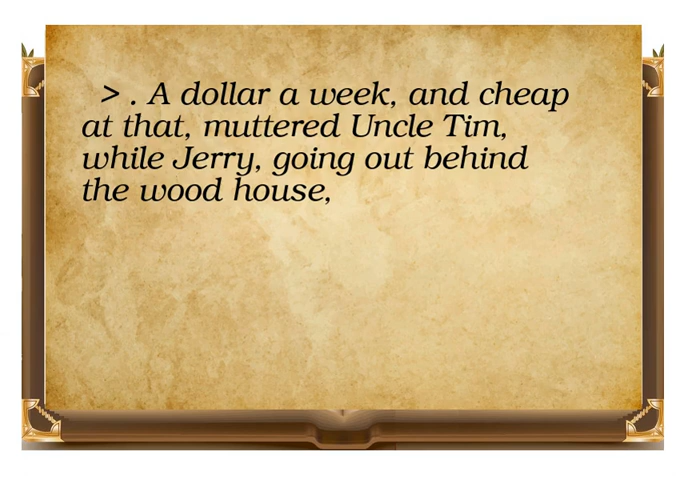 > . A dollar a week, and cheap
at that, muttered Uncle Tim,
while Jerry, going out behind
the wood house,